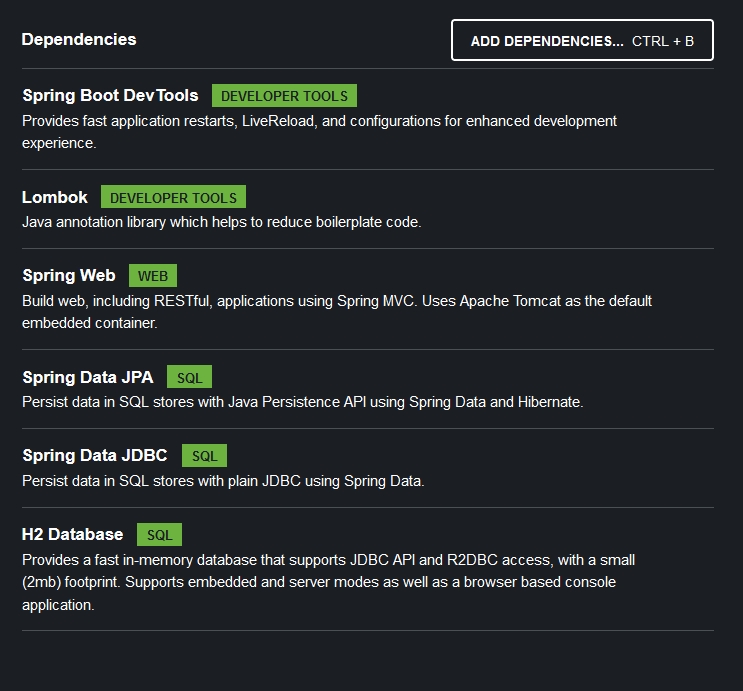 Dependencies
ADD DEPENDENCIES... CTRL + B
Spring Boot DevTools DEVELOPER TOOLS
Provides fast application restarts, LiveReload, and configurations for enhanced development
experience.
Lombok DEVELOPER TOOLS
Java annotation library which helps to reduce boilerplate code.
Spring Web WEB
Build web, including RESTful, applications using Spring MVC. Uses Apache Tomcat as the default
embedded container.
Spring Data JPA SQL
Persist data in SQL stores with Java Persistence API using Spring Data and Hibernate.
Spring Data JDBC SQL
Persist data in SQL stores with plain JDBC using Spring Data.
H2 Database SQL
Provides a fast in-memory database that supports JDBC API and R2DBC access, with a small
(2mb) footprint. Supports embedded and server modes as well as a browser based console
application.